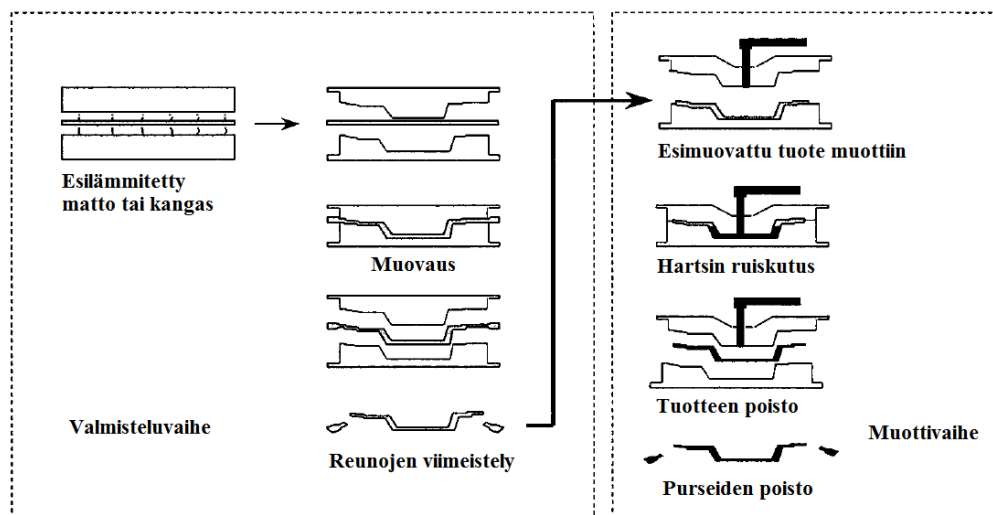 Esilämmitetty
matto tai kangas
Muovaus
Valmisteluvaihe
Reunojen viimeistely
Esimuovattu tuote muottiin
Hartsin ruiskutus
Tuotteen poisto
Muottivaihe
Purseiden poisto